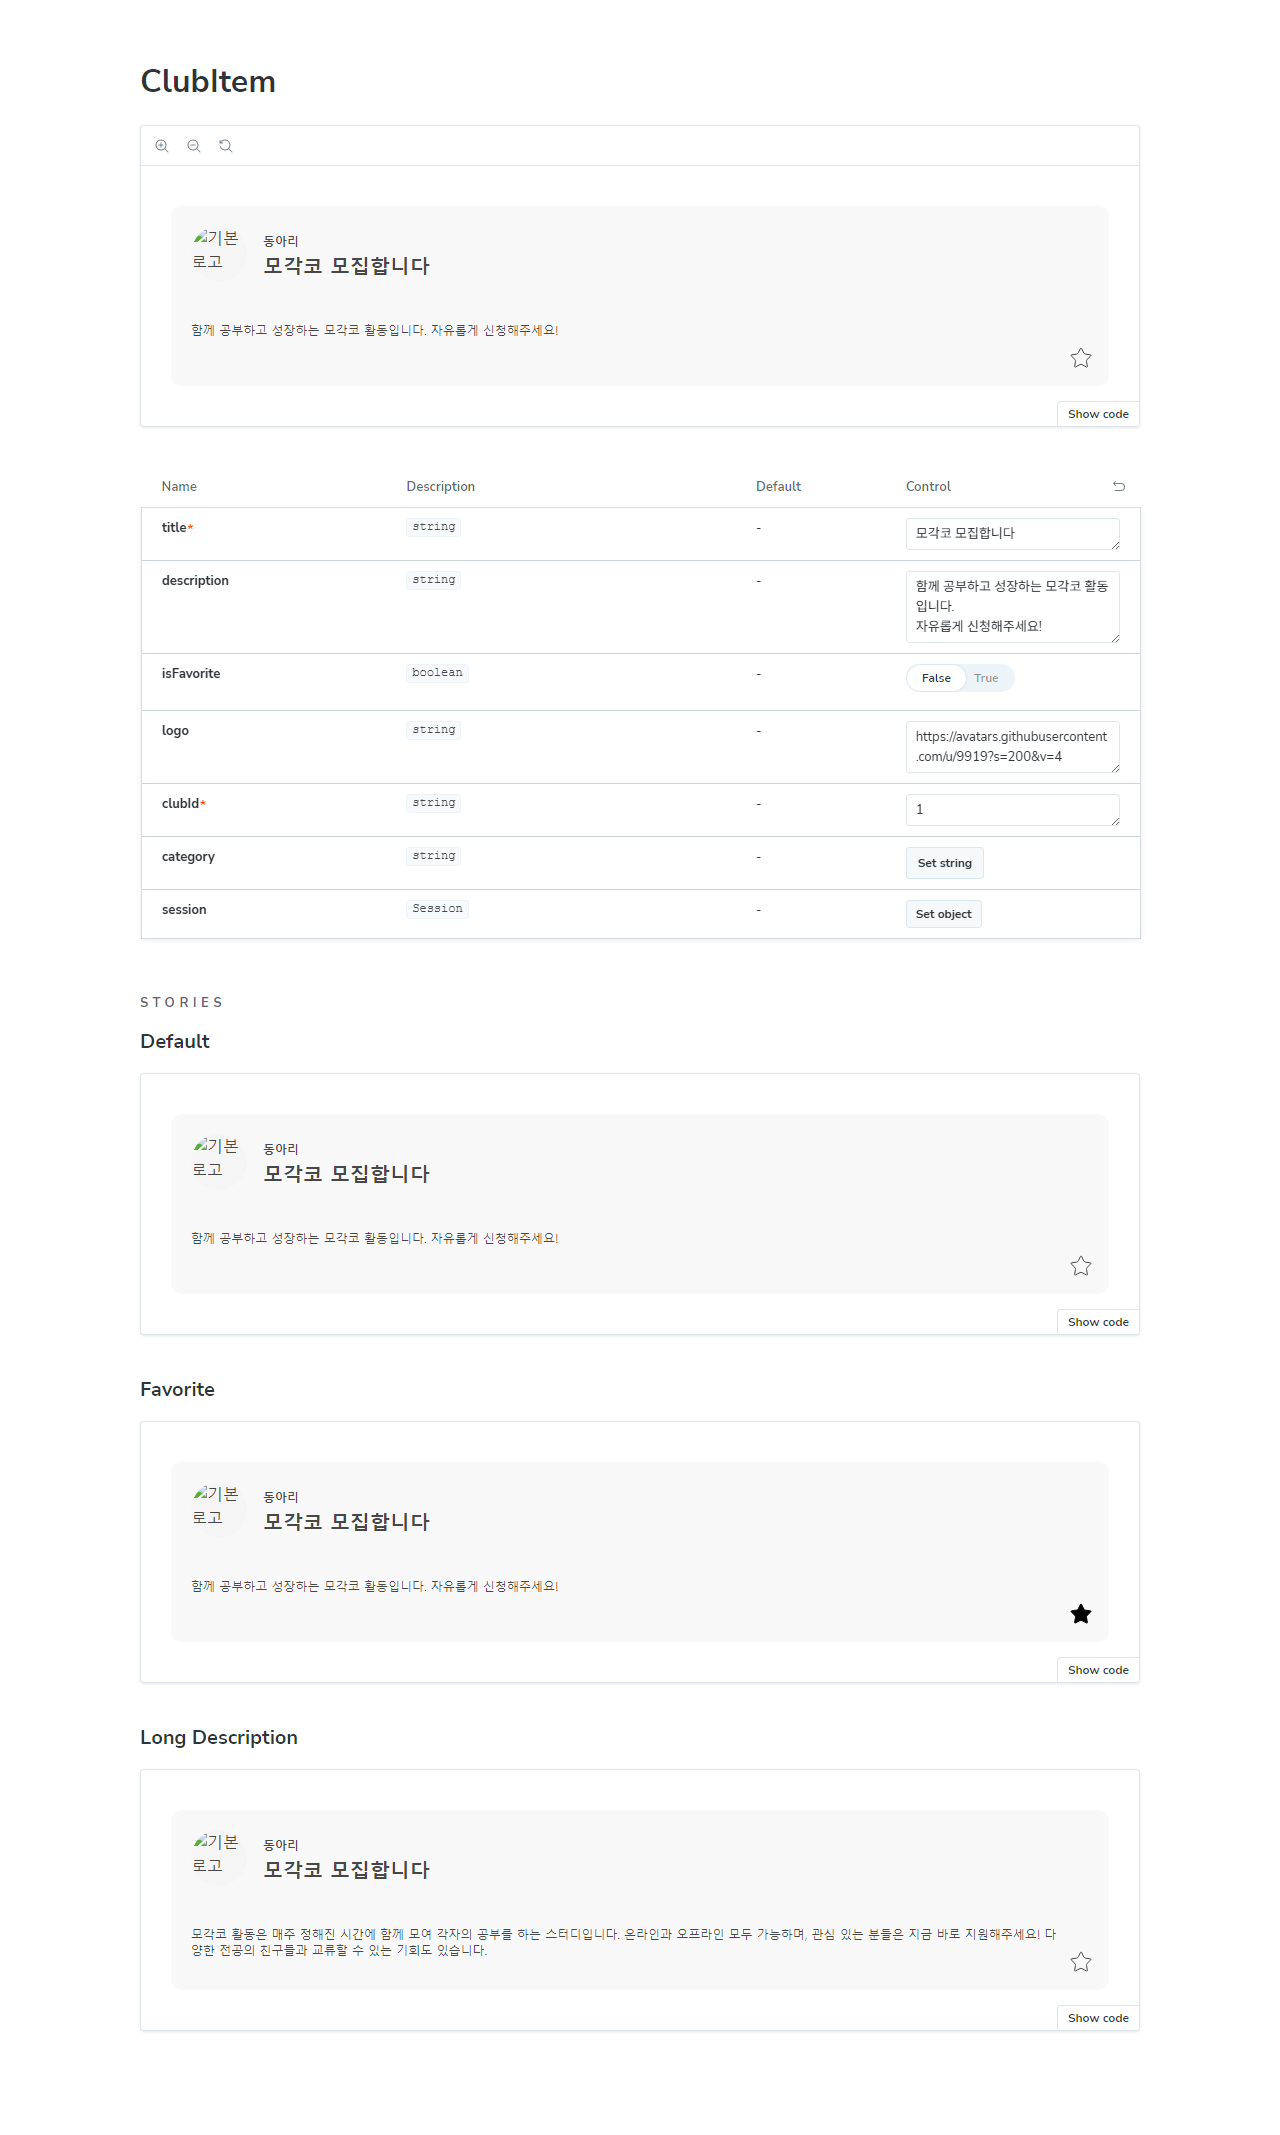 ClubItem
기본
로고
동아리
모각코 모집합니다
함께 공부하고 성장하는 모각코 활동입니다. 자유롭게 신청해주세요!
Show code
Name Description Default Control
title* string - 모각코 모집합니다
description string - 함께 공부하고 성장하는 모각코 활동
입니다.
자유롭게 신청해주세요!
isFavorite boolean - False True
logo string - https://avatars.githubusercontent
.com/u/9919?s=200&v=4
clubId* string - 1
category string - Set string
session Session - Set object
STORIES
Default
기본
로고
동아리
모각코 모집합니다
함께 공부하고 성장하는 모각코 활동입니다. 자유롭게 신청해주세요!
Show code
Favorite
기본
로고
동아리
모각코 모집합니다
함께 공부하고 성장하는 모각코 활동입니다. 자유롭게 신청해주세요!
Show code
Long Description
기본
로고
동아리
모각코 모집합니다
모각코 활동은 매주 정해진 시간에 함께 모여 각자의 공부를 하는 스터디입니다. 온라인과 오프라인 모두 가능하며, 관심 있는 분들은 지금 바로 지원해주세요! 다
양한 전공의 친구들과 교류할 수 있는 기회도 있습니다.
Show code